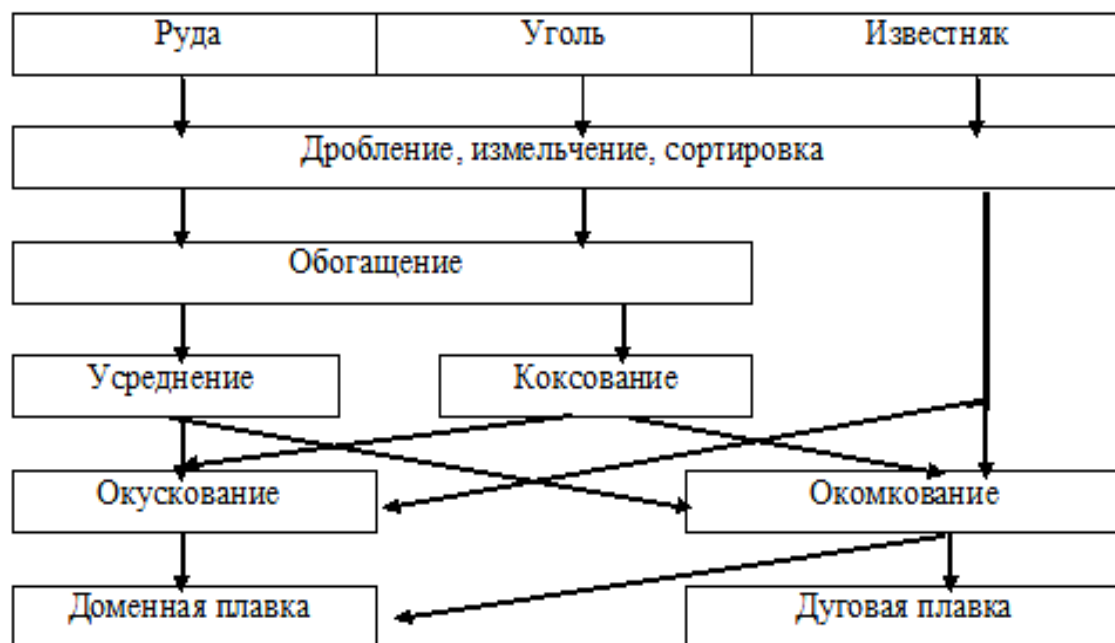 Руда
Уголь
Известняк
Дробление, измельчение, сортировка
Обогащение
Усреднение
Коксование
Окускование
Окомкование
Доменная плавка
Дуговая плавка